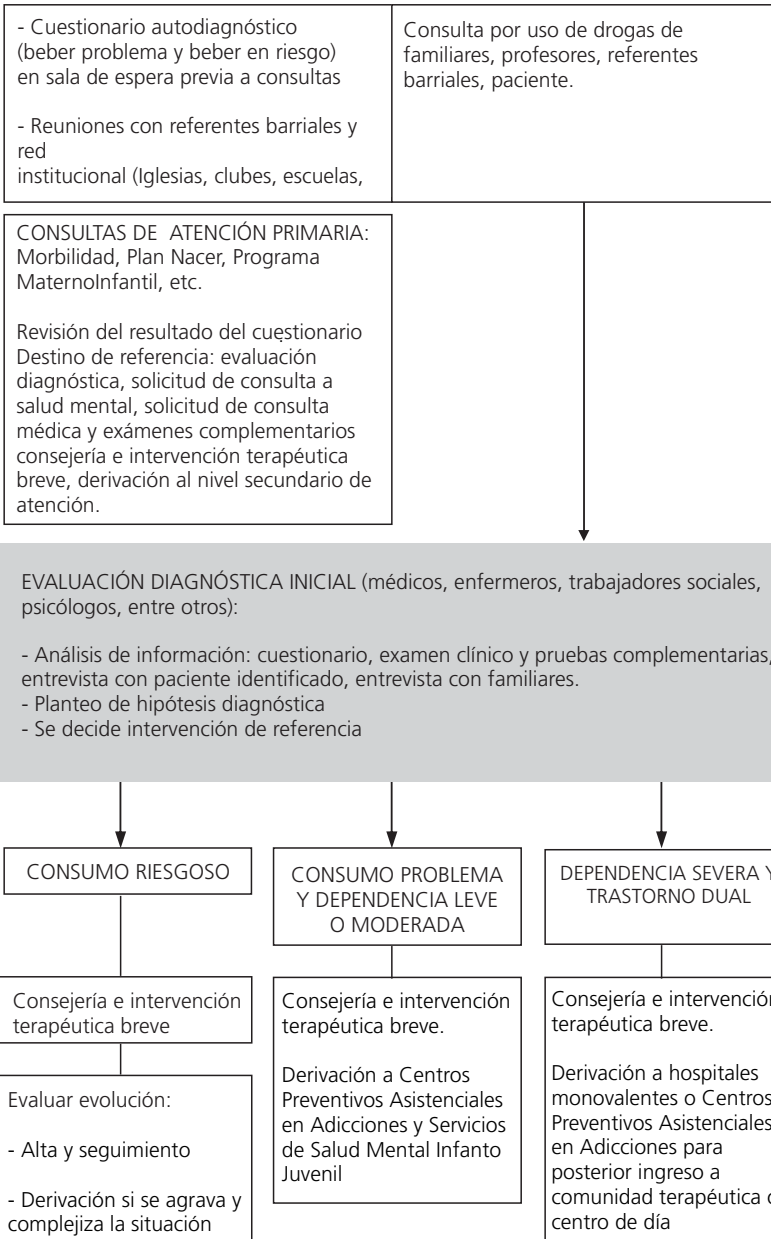 - Cuestionario autodiagnóstico
(beber problema y beber en riesgo)
en sala de espera previa a consultas
- Reuniones con referentes barriales y
red
institucional (Iglesias, clubes, escuelas,
Consulta por uso de drogas de
familiares, profesores, referentes
barriales, paciente.
CONSULTAS DE ATENCIÓN PRIMARIA:
Morbilidad, Plan Nacer, Programa
MaternoInfantil, etc.
Revisión del resultado del cuestionario
Destino de referencia: evaluación
diagnóstica, solicitud de consulta a
salud mental, solicitud de consulta
médica y exámenes complementarios
consejería e intervención terapéutica
breve, derivación al nivel secundario de
atención.
EVALUACIÓN DIAGNÓSTICA INICIAL (médicos, enfermeros, trabajadores sociales,
psicólogos, entre otros):
- Análisis de información: cuestionario, examen clínico y pruebas complementarias,
entrevista con paciente identificado, entrevista con familiares.
- Planteo de hipótesis diagnóstica
- Se decide intervención de referencia
CONSUMO RIESGOSO
Consejería e intervención
terapéutica breve
Evaluar evolución:
- Alta y seguimiento
- Derivación si se agrava y
complejiza la situación
CONSUMO PROBLEMA
Y DEPENDENCIA LEVE
O MODERADA
Consejería e intervención
terapéutica breve.
Derivación a Centros
Preventivos Asistenciales
en Adicciones y Servicios
de Salud Mental Infanto
Juvenil
DEPENDENCIA SEVERA Y
TRASTORNO DUAL
Consejería e intervención
terapéutica breve.
Derivación a hospitales
monovalentes o Centros
Preventivos Asistenciales
en Adicciones para
posterior ingreso a
comunidad terapéutica o
centro de día